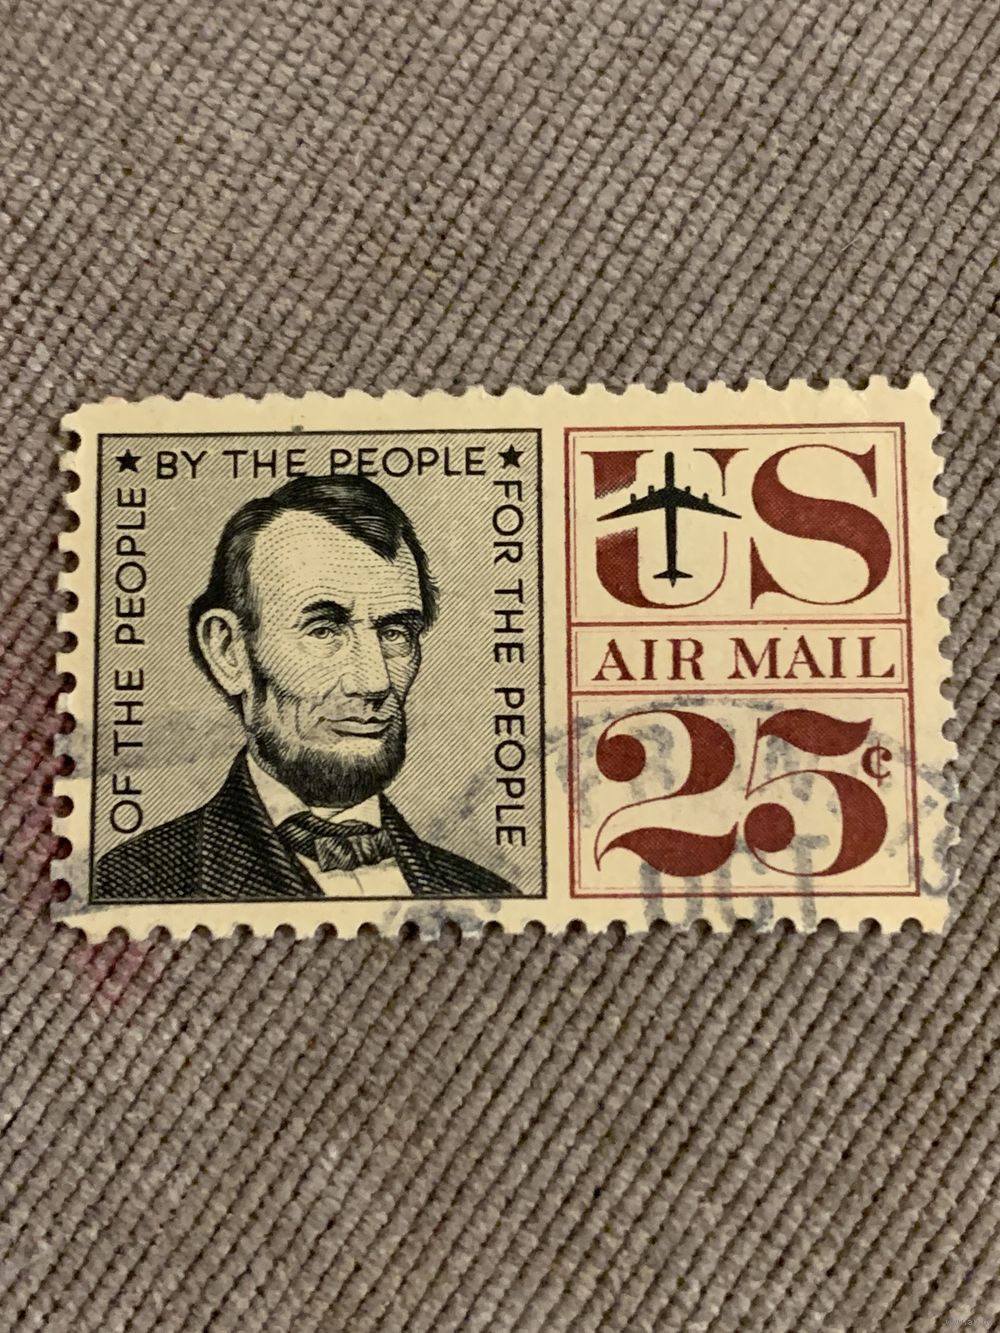 OF THE PEOPLE
★ BY THE PEOPLE ★
FOR THE PEOPLE
US
AIR MAIL
25¢